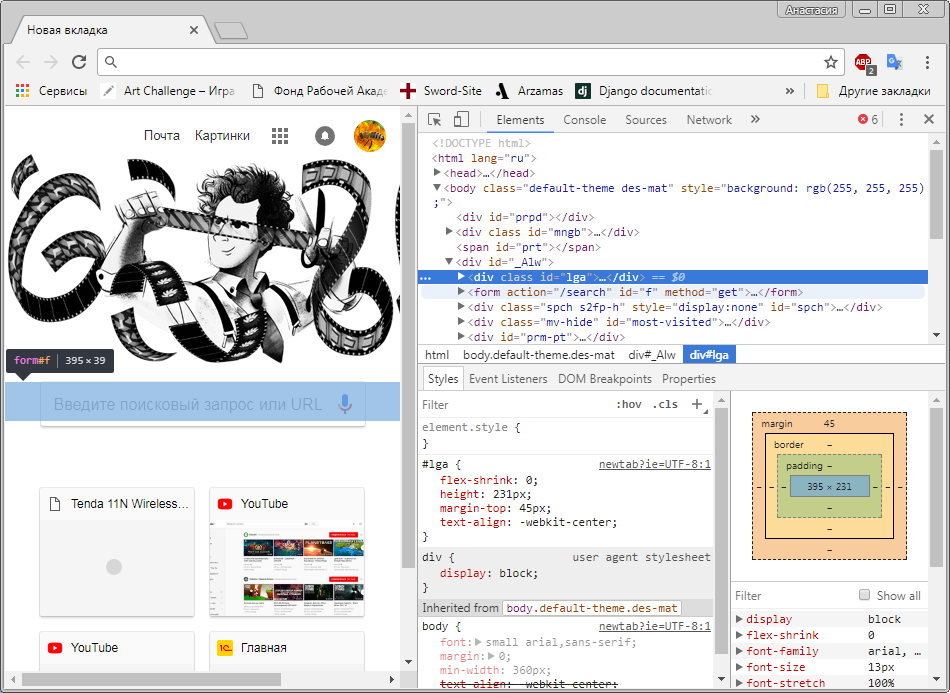 Анастасия
Новая вкладка
ABP
2
Сервисы
Art Challenge – Игра
Фонд Рабочей Акаде
Sword-Site
Arzamas
dj
Django documentatio
»
Другие закладки
Почта
Картинки
form#f
395 × 39
Введите поисковый запрос или URL
Tenda 11N Wireless...
YouTube
YouTube
Главная
Elements
Console
Sources
Network
»
6
<!DOCTYPE html>
<html lang="ru">
<head>…</head>
<body class="default-theme des-mat" style="background: rgb(255, 255, 255)
;">
<div id="prpd"></div>
<div class id="mngb">…</div>
<span id="prt"></span>
<div id="_Alw">
… <div class id="lga">…</div> == $0
<form action="/search" id="f" method="get">…</form>
<div class="spch s2fp-h" style="display:none" id="spch">…</div>
<div class="mv-hide" id="most-visited">…</div>
<div id="prm-pt">…</div>
html
body.default-theme.des-mat
div#_Alw
div#lga
Styles
Event Listeners
DOM Breakpoints
Properties
Filter
:hov
.cls
+
element.style {
}
#lga {
newtab?ie=UTF-8:1
flex-shrink: 0;
height: 231px;
margin-top: 45px;
text-align: -webkit-center;
}
div {
user agent stylesheet
display: block;
}
Inherited from body.default-theme.des-mat
body {
newtab?ie=UTF-8:1
font: small arial,sans-serif;
margin: 0;
min-width: 360px;
text-align: -webkit-center;
margin
45
border
–
padding
–
395 × 231
Filter
Show all
display
block
flex-shrink
0
font-family
arial, …
font-size
13px
font-stretch
100%